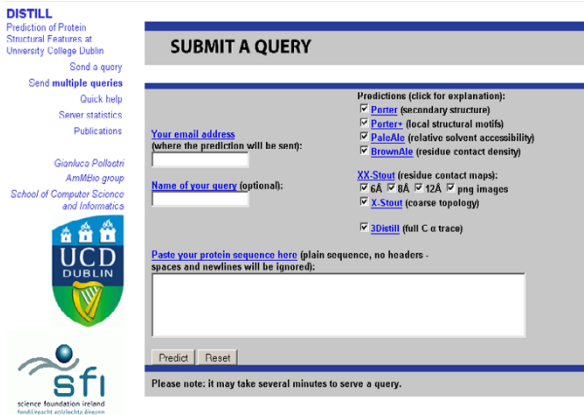 DISTILL
Prediction of Protein
Structural Features at
University College Dublin
Send a query
Send multiple queries
Quick help
Server statistics
Publications
Gianluca Pollastri
AmMBio group
School of Computer Science
and Informatics
UCD
DUBLIN
sfi
science foundation ireland
fondúireacht eolaíochta éireann
SUBMIT A QUERY
Your email address
(where the prediction will be sent):
Name of your query (optional):
Predictions (click for explanation):
Porter (secondary structure)
Porter+ (local structural motifs)
PaleAle (relative solvent accessibility)
BrownAle (residue contact density)
XX-Stout (residue contact maps):
6Å 8Å 12Å png images
X-Stout (coarse topology)
3Distill (full C α trace)
Paste your protein sequence here (plain sequence, no headers -
spaces and newlines will be ignored):
Predict Reset
Please note: it may take several minutes to serve a query.